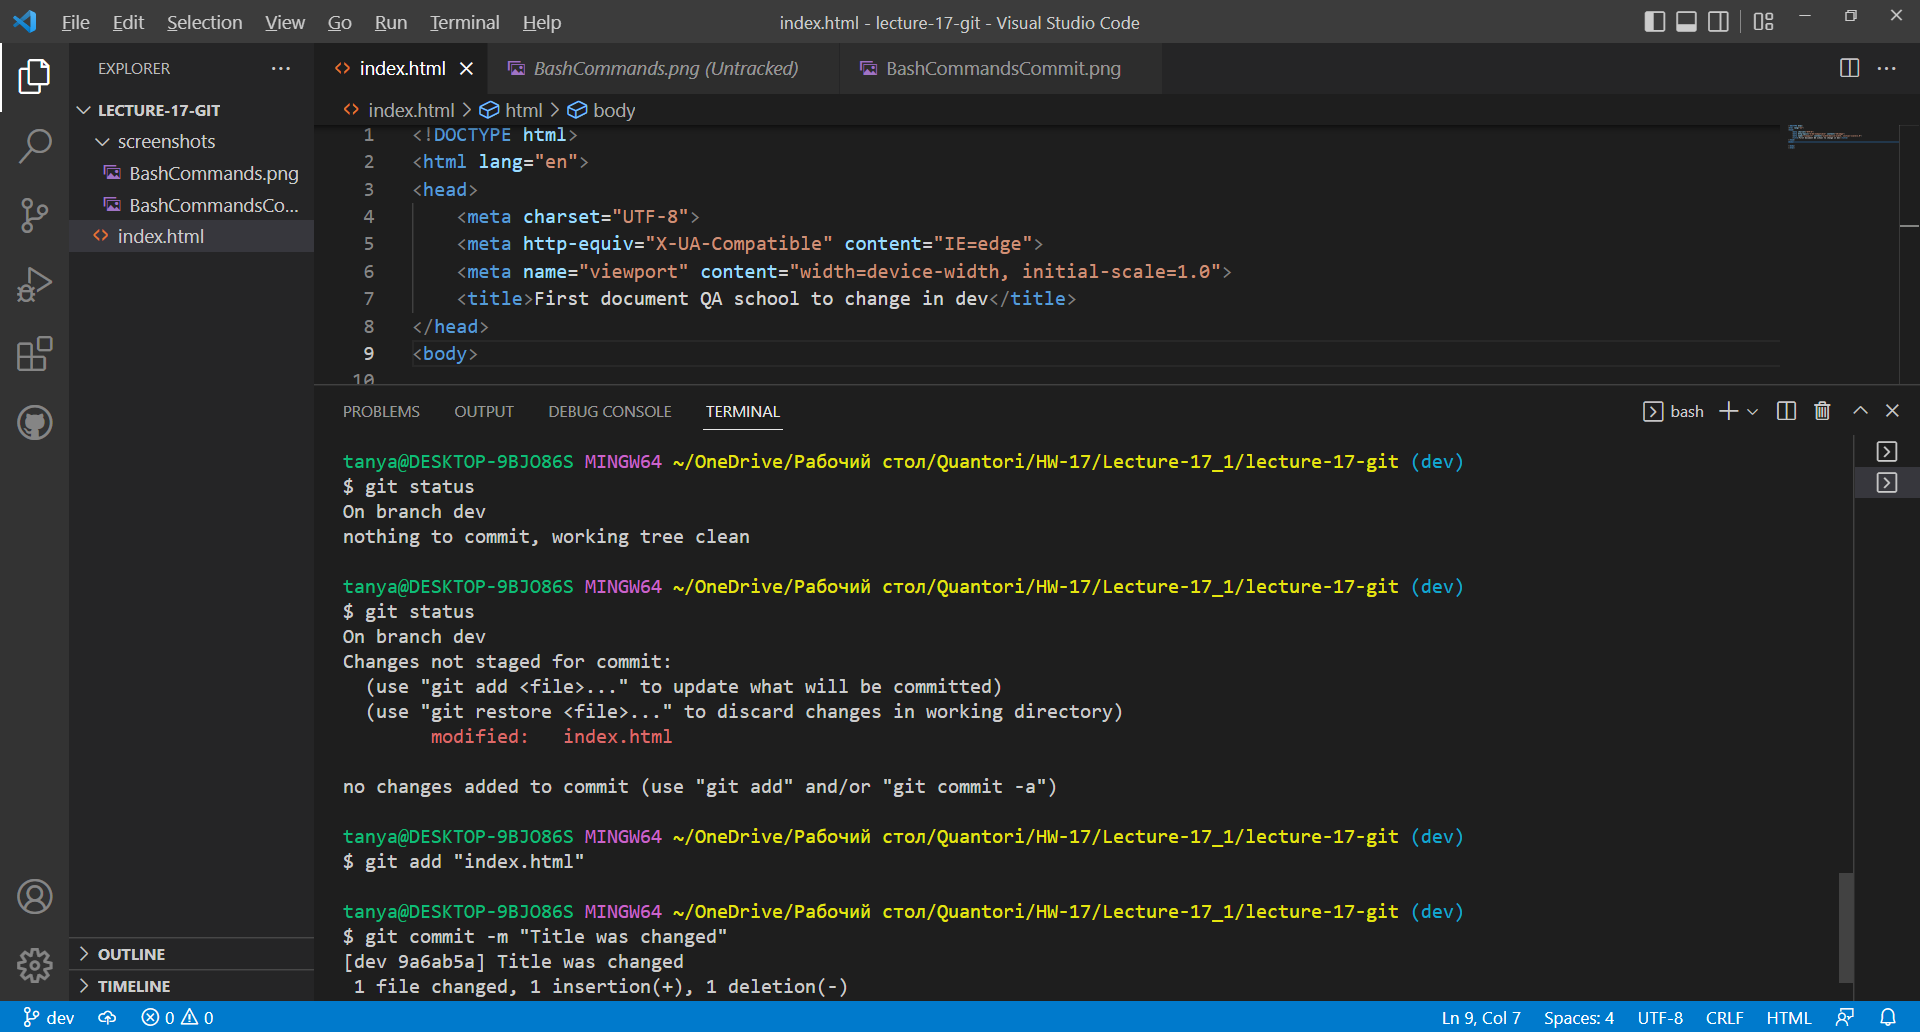 File Edit Selection View Go Run Terminal Help
index.html - lecture-17-git - Visual Studio Code
EXPLORER
LECTURE-17-GIT
screenshots
BashCommands.png
BashCommandsCo...
index.html
OUTLINE
TIMELINE
index.html
BashCommands.png (Untracked)
BashCommandsCommit.png
index.html > html > body
1 <!DOCTYPE html>
2 <html lang="en">
3 <head>
4 <meta charset="UTF-8">
5 <meta http-equiv="X-UA-Compatible" content="IE=edge">
6 <meta name="viewport" content="width=device-width, initial-scale=1.0">
7 <title>First document QA school to change in dev</title>
8 </head>
9 <body>
10
PROBLEMS OUTPUT DEBUG CONSOLE TERMINAL
bash
tanya@DESKTOP-9BJO86S MINGW64 ~/OneDrive/Рабочий стол/Quantori/HW-17/Lecture-17_1/lecture-17-git (dev)
$ git status
On branch dev
nothing to commit, working tree clean
tanya@DESKTOP-9BJO86S MINGW64 ~/OneDrive/Рабочий стол/Quantori/HW-17/Lecture-17_1/lecture-17-git (dev)
$ git status
On branch dev
Changes not staged for commit:
(use "git add <file>..." to update what will be committed)
(use "git restore <file>..." to discard changes in working directory)
modified: index.html
no changes added to commit (use "git add" and/or "git commit -a")
tanya@DESKTOP-9BJO86S MINGW64 ~/OneDrive/Рабочий стол/Quantori/HW-17/Lecture-17_1/lecture-17-git (dev)
$ git add "index.html"
tanya@DESKTOP-9BJO86S MINGW64 ~/OneDrive/Рабочий стол/Quantori/HW-17/Lecture-17_1/lecture-17-git (dev)
$ git commit -m "Title was changed"
[dev 9a6ab5a] Title was changed
1 file changed, 1 insertion(+), 1 deletion(-)
dev 0 0
Ln 9, Col 7 Spaces: 4 UTF-8 CRLF HTML